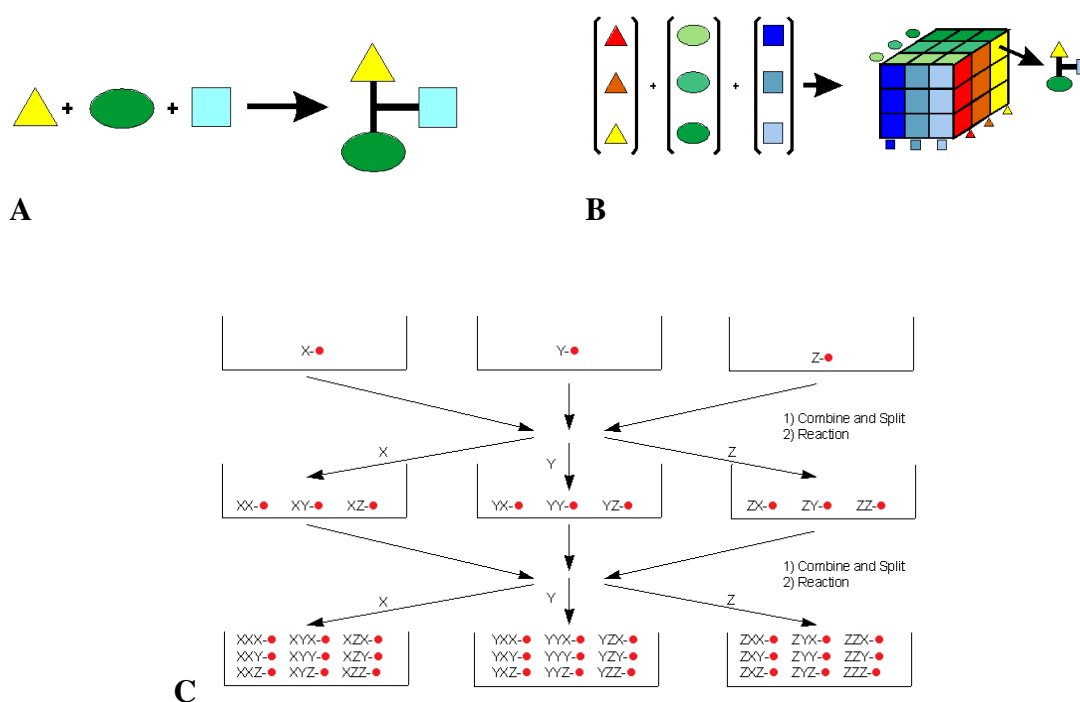 + +
+ +
A
B
X-● Y-● Z-●
1) Combine and Split
2) Reaction
X Y Z
XX-● XY-● XZ-● YX-● YY-● YZ-● ZX-● ZY-● ZZ-●
1) Combine and Split
2) Reaction
X Y Z
XXX-● XYX-● XZX-● YXX-● YYX-● YZX-● ZXX-● ZYX-● ZZX-●
XXY-● XYY-● XZY-● YXY-● YYY-● YZY-● ZXY-● ZYY-● ZZY-●
XXZ-● XYZ-● XZZ-● YXZ-● YYZ-● YZZ-● ZXZ-● ZYZ-● ZZZ-●
C